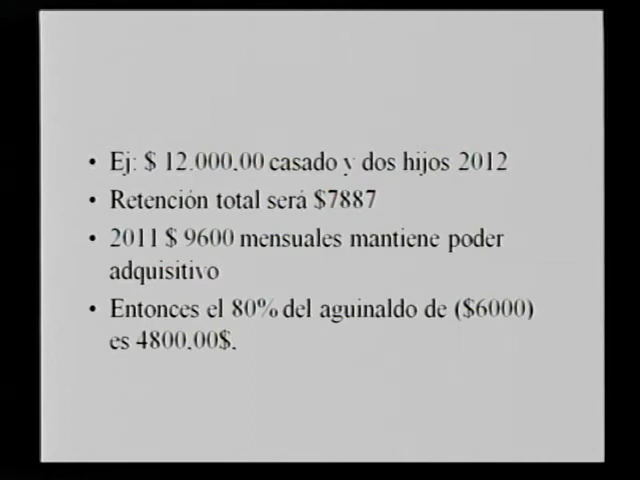 • Ej: $ 12.000,00 casado y dos hijos 2012
• Retención total será $7887
• 2011 $ 9600 mensuales mantiene poder
adquisitivo
• Entonces el 80% del aguinaldo de ($6000)
es 4800,00$.